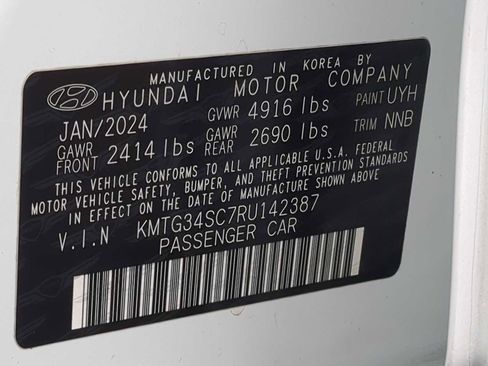 MANUFACTURED IN KOREA BY
HYUNDAI MOTOR COMPANY
JAN/2024 GVWR 4916 lbs PAINT UYH
GAWR FRONT 2414 lbs GAWR REAR 2690 lbs TRIM NNB
THIS VEHICLE CONFORMS TO ALL APPLICABLE U.S.A. FEDERAL
MOTOR VEHICLE SAFETY, BUMPER, AND THEFT PREVENTION STANDARDS
IN EFFECT ON THE DATE OF MANUFACTURE SHOWN ABOVE.
V.I.N KMTG34SC7RU142387
PASSENGER CAR